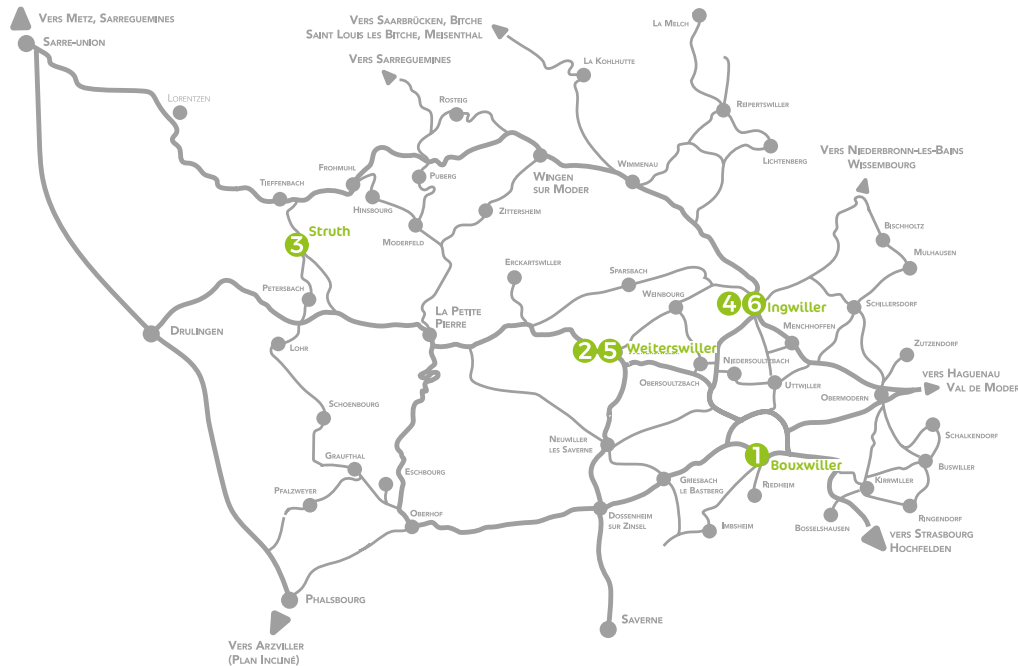 Vers Metz, Sarreguemines
Sarre-union
Vers Saarbrücken, Bitche
Saint Louis les Bitche, Meisenthal
La Melch
Vers Sarreguemines
La Kohlhutte
Lorentzen
Rosteig
Reipertswiller
Lichtenberg
Vers Niederbronn-les-Bains
Wissembourg
Frohmuhl
Puberg
Wingen
sur Moder
Wimmenau
Tieffenbach
Hinsbourg
Zittersheim
Moderfeld
Bischholtz
Mulhausen
3 Struth
Erckartswiller
Sparsbach
Weinbourg
Petersbach
4 6 Ingwiller
Schillersdorf
La Petite
Pierre
Menchhoffen
Drulingen
Lohr
2 5 Weiterswiller
Niedersoultzbach
Zutzendorf
Obersoultzbach
Uttwiller
vers Haguenau
Val de Moder
Obermodern
Schoenbourg
Neuwiller
les Saverne
Schalkendorf
1
Bouxwiller
Graufthal
Eschbourg
Buswiller
Griesbach
le Bastberg
Riedheim
Kirrwiller
Pfalzweyer
Oberhof
Dossenheim
sur Zinsel
Imbsheim
Bosselshausen
Ringendorf
vers Strasbourg
Hochfelden
Phalsbourg
Saverne
Vers Arzviller
(Plan Incliné)